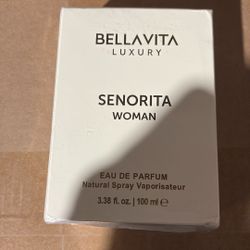 BELLAVITA
LUXURY
SENORITA
WOMAN
EAU DE PARFUM
Natural Spray Vaporisateur
3.38 fl. oz. | 100 ml ℮